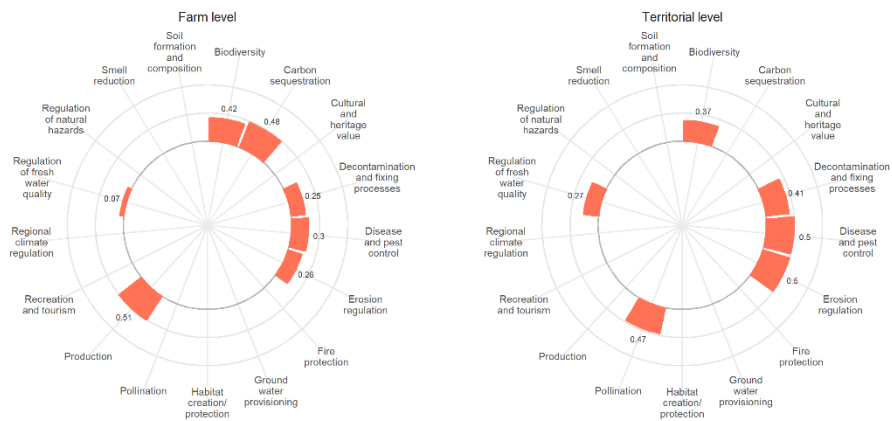 Farm level
Soil
formation
and
composition
Biodiversity
Smell
reduction
Carbon
sequestration
Regulation
of natural
hazards
Cultural
and
heritage
value
Regulation
of fresh
water
quality
Decontamination
and fixing
processes
Regional
climate
regulation
Disease
and pest
control
Recreation
and tourism
Erosion
regulation
Production
Fire
protection
Pollination
Habitat
creation/
protection
Ground
water
provisioning
0.42
0.48
0.25
0.3
0.26
0.51
0.07
Territorial level
Soil
formation
and
composition
Biodiversity
Smell
reduction
Carbon
sequestration
Regulation
of natural
hazards
Cultural
and
heritage
value
Regulation
of fresh
water
quality
Decontamination
and fixing
processes
Regional
climate
regulation
Disease
and pest
control
Recreation
and tourism
Erosion
regulation
Production
Fire
protection
Pollination
Habitat
creation/
protection
Ground
water
provisioning
0.37
0.41
0.5
0.5
0.47
0.27